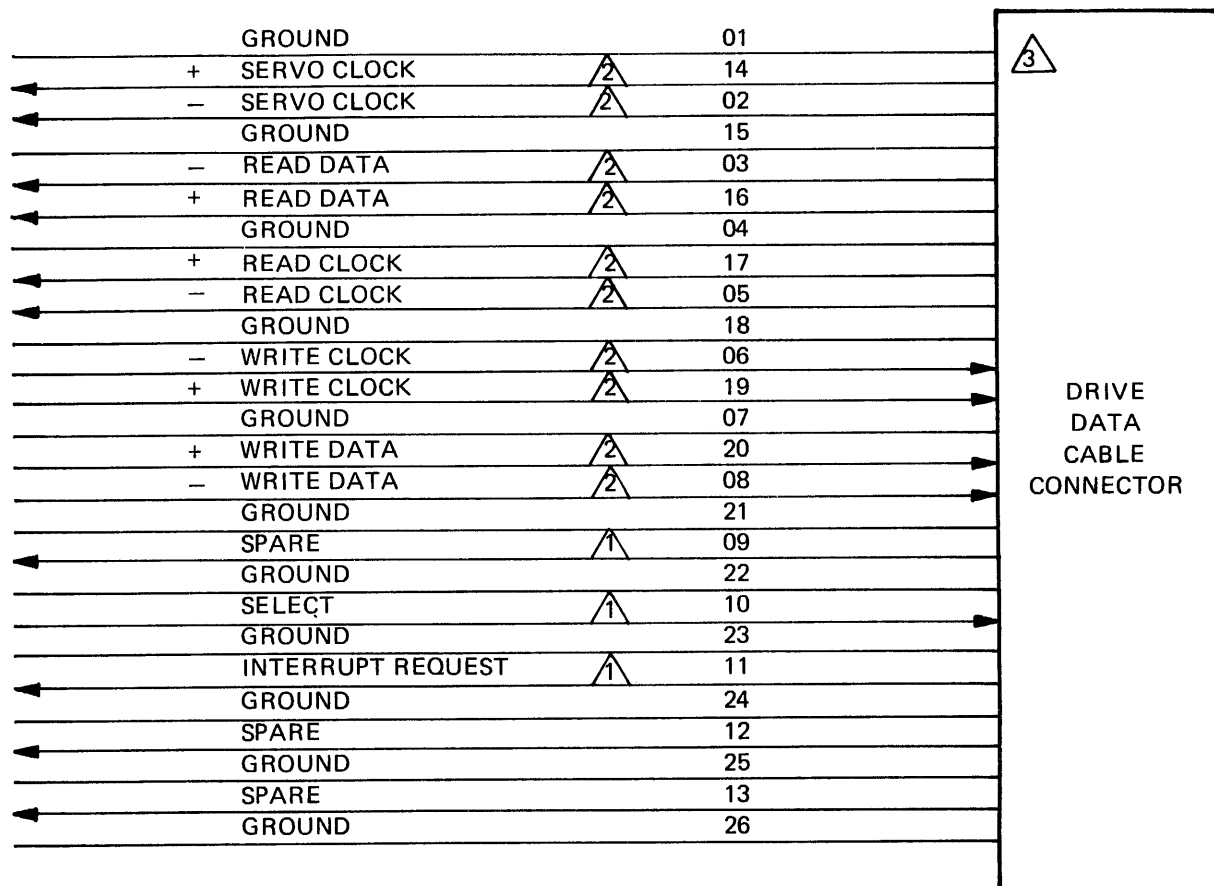 GROUND 01
+ SERVO CLOCK 2 14
− SERVO CLOCK 2 02
GROUND 15
− READ DATA 2 03
+ READ DATA 2 16
GROUND 04
+ READ CLOCK 2 17
− READ CLOCK 2 05
GROUND 18
− WRITE CLOCK 2 06
+ WRITE CLOCK 2 19
GROUND 07
+ WRITE DATA 2 20
− WRITE DATA 2 08
GROUND 21
SPARE 1 09
GROUND 22
SELECT 1 10
GROUND 23
INTERRUPT REQUEST 1 11
GROUND 24
SPARE 12
GROUND 25
SPARE 13
GROUND 26
3
DRIVE
DATA
CABLE
CONNECTOR